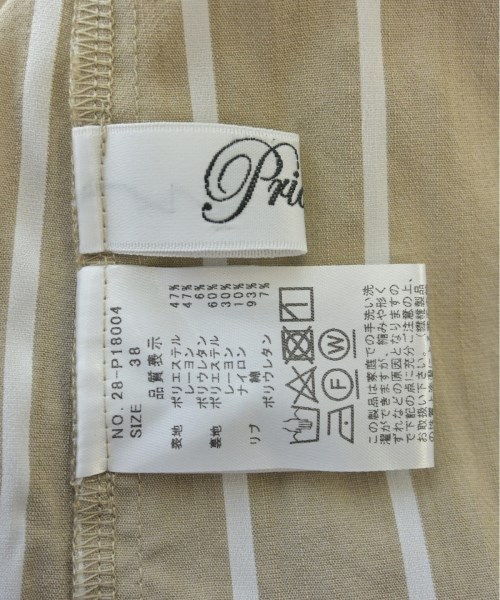 Pri
NO. 28-P18004
SIZE 38
品質表示
表地 ポリエステル 47%
レーヨン 47%
ポリウレタン 6%
裏地 ポリエステル 60%
レーヨン 30%
ナイロン 10%
リブ 綿 93%
ポリウレタン 7%
F W
この製品は家庭での手洗い洗
濯ができますが、縮みや形く
ずれなどの原因となりますの
で下記の点に充分ご注意の上、
お取扱い下さい。